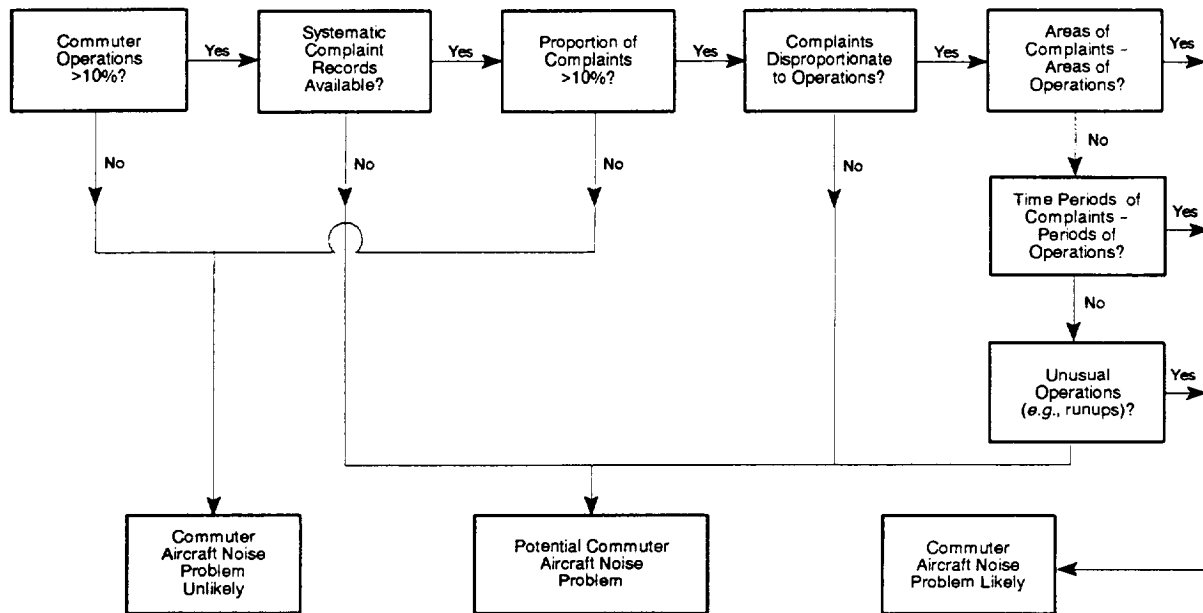 Commuter
Operations
>10%?
Yes
Systematic
Complaint
Records
Available?
Yes
Proportion of
Complaints
>10%?
Yes
Complaints
Disproportionate
to Operations?
Yes
Areas of
Complaints –
Areas of
Operations?
Yes
No
No
No
No
No
Time Periods of
Complaints –
Periods of
Operations?
Yes
No
Unusual
Operations
(e.g., runups)?
Yes
Commuter
Aircraft Noise
Problem
Unlikely
Potential Commuter
Aircraft Noise
Problem
Commuter
Aircraft Noise
Problem Likely